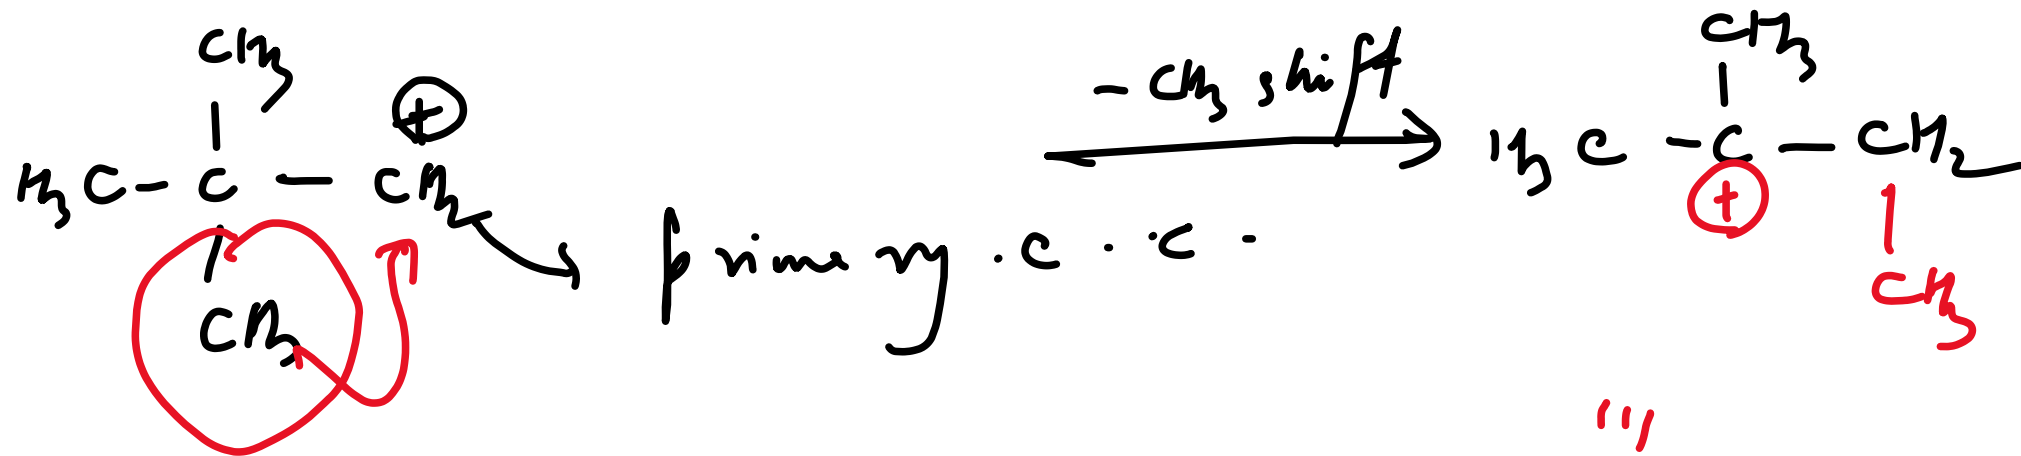 CH3
⊕
H3C - C - CH2
CH3
primary . C . C -
- CH3 shift
CH3
H3C - C - CH2
⊕
CH3
,,,